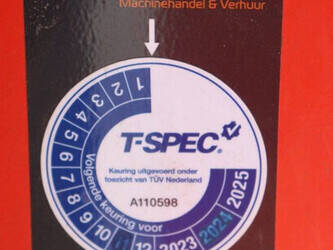 Machinehandel & Verhuur
1 2 3 4 5 6 7 8 9 10 11 12 2023 2024 2025
Volgende keuring voor
T-SPEC®
Keuring uitgevoerd onder
toezicht van TÜV Nederland
A110598